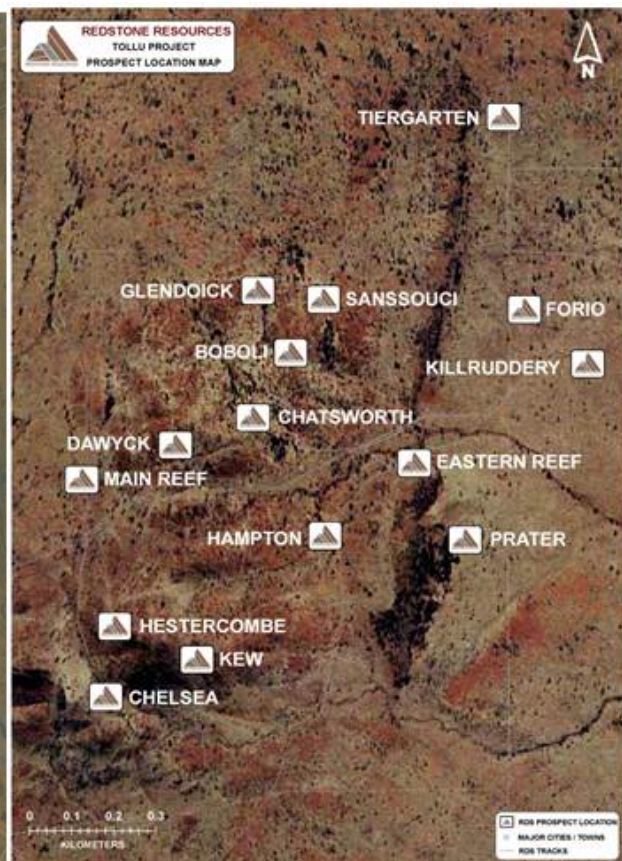 REDSTONE RESOURCES
TOLLU PROJECT
PROSPECT LOCATION MAP
N
TIERGARTEN
GLENDOICK
SANSSOUCI
FORIO
BOBOLI
KILLRUDDERY
CHATSWORTH
DAWYCK
EASTERN REEF
MAIN REEF
HAMPTON
PRATER
HESTERCOMBE
KEW
CHELSEA
0 0.1 0.2 0.3
KILOMETERS
RDS PROSPECT LOCATION
MAJOR CITIES / TOWNS
RDS TRACKS